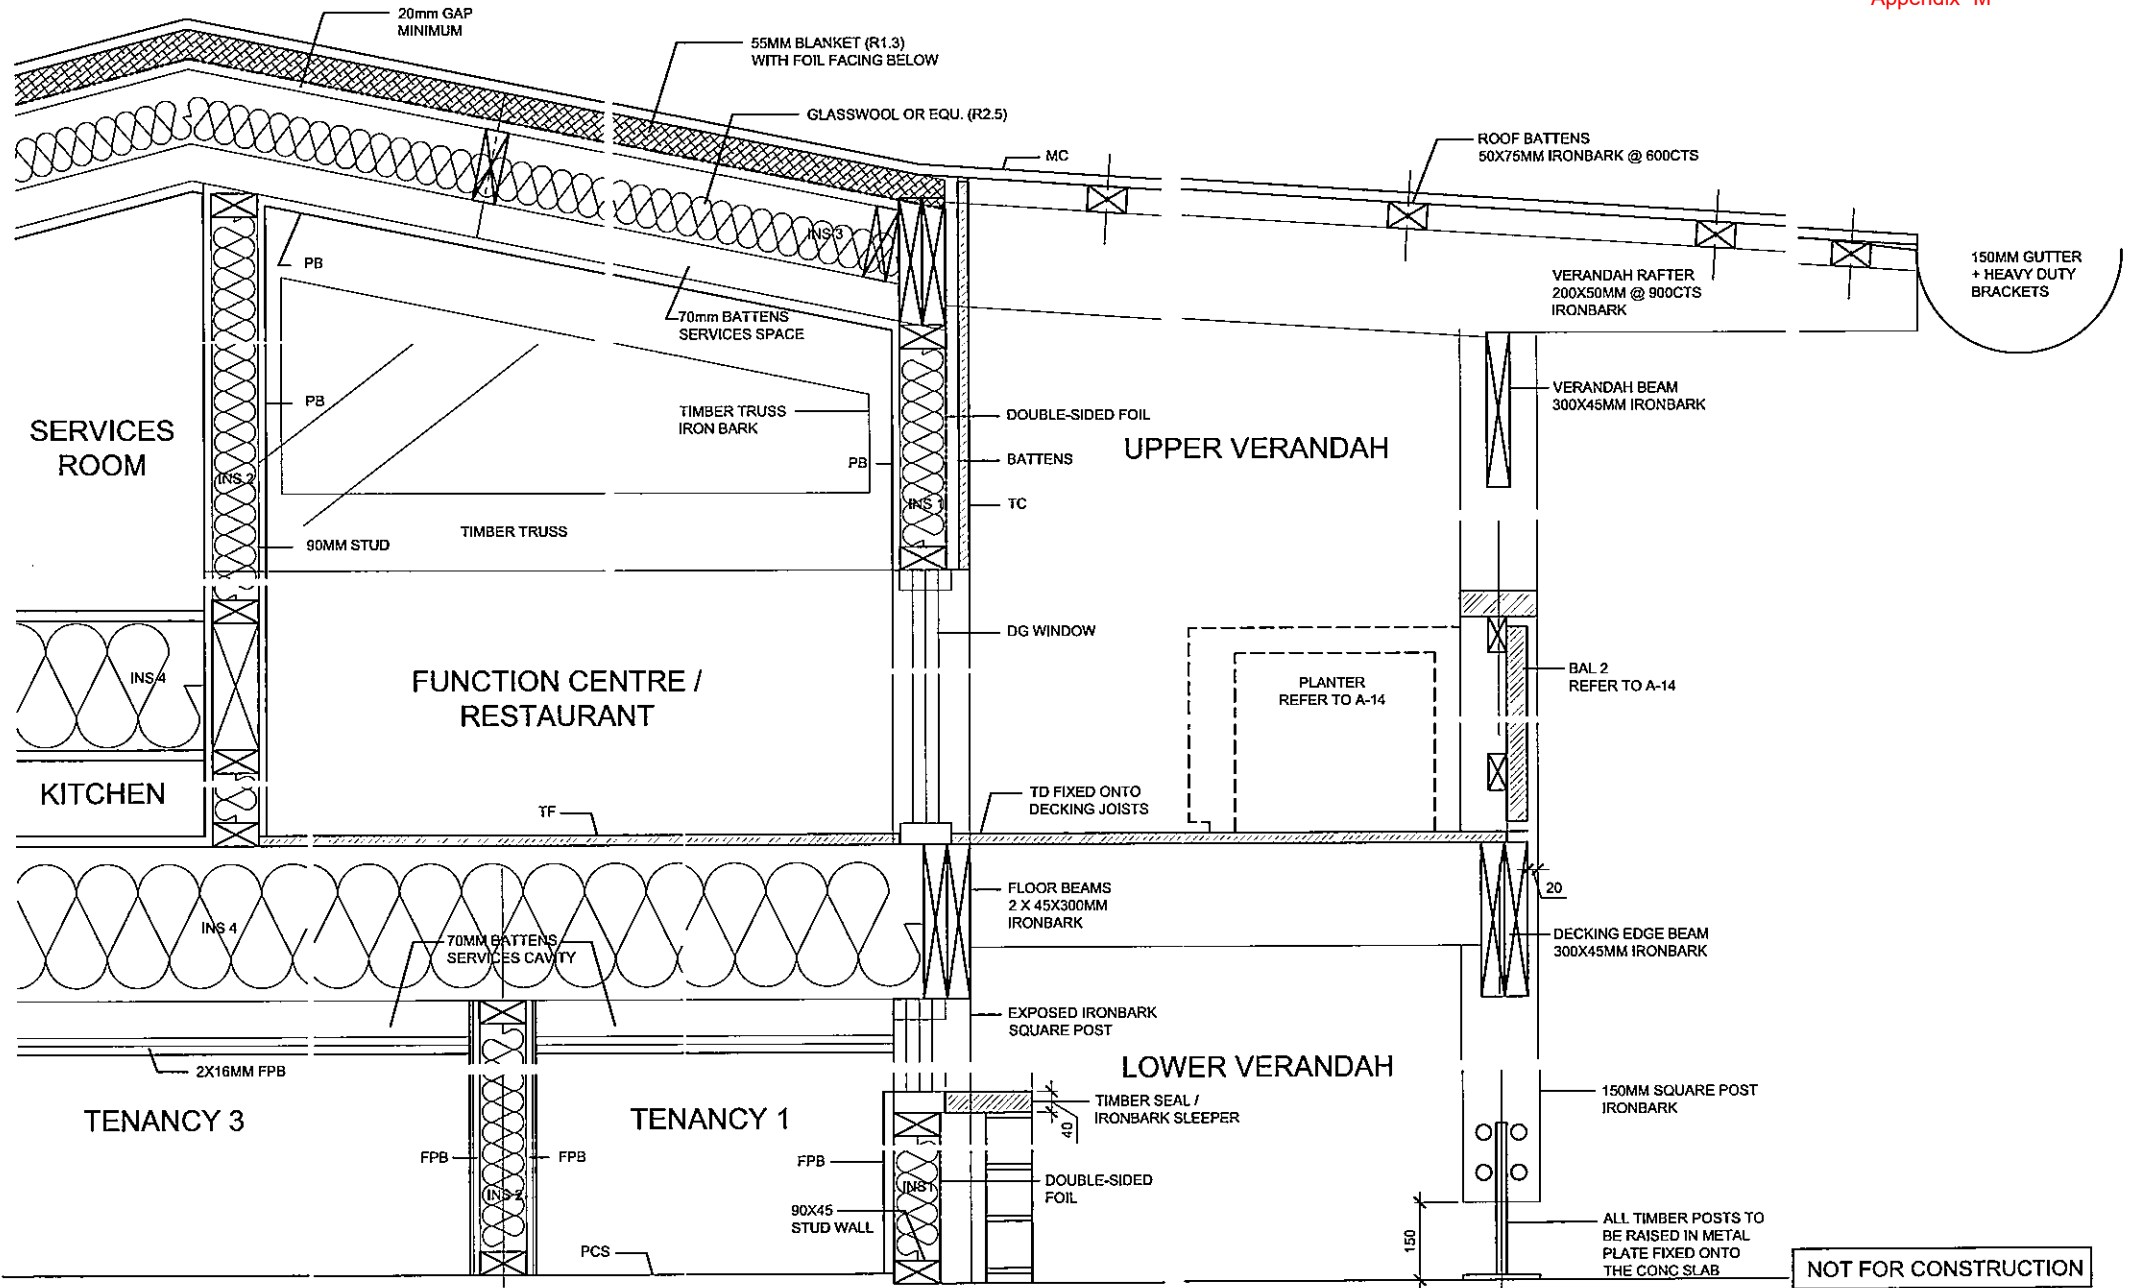 Appendix "M"
20mm GAP
MINIMUM
55MM BLANKET (R1.3)
WITH FOIL FACING BELOW
GLASSWOOL OR EQU. (R2.5)
MC
ROOF BATTENS
50X75MM IRONBARK @ 600CTS
INS 3
PB
70mm BATTENS
SERVICES SPACE
VERANDAH RAFTER
200X50MM @ 900CTS
IRONBARK
150MM GUTTER
+ HEAVY DUTY
BRACKETS
SERVICES
ROOM
PB
TIMBER TRUSS
IRON BARK
PB
DOUBLE-SIDED FOIL
BATTENS
TC
UPPER VERANDAH
VERANDAH BEAM
300X45MM IRONBARK
INS 2
INS 1
90MM STUD
TIMBER TRUSS
DG WINDOW
INS 4
FUNCTION CENTRE /
RESTAURANT
PLANTER
REFER TO A-14
BAL 2
REFER TO A-14
KITCHEN
TF
TD FIXED ONTO
DECKING JOISTS
20
FLOOR BEAMS
2 X 45X300MM
IRONBARK
INS 4
70MM BATTENS
SERVICES CAVITY
DECKING EDGE BEAM
300X45MM IRONBARK
EXPOSED IRONBARK
SQUARE POST
2X16MM FPB
LOWER VERANDAH
TENANCY 3
TENANCY 1
TIMBER SEAL /
IRONBARK SLEEPER
40
150MM SQUARE POST
IRONBARK
FPB
FPB
FPB
INS 2
INS1
DOUBLE-SIDED
FOIL
90X45
STUD WALL
PCS
150
ALL TIMBER POSTS TO
BE RAISED IN METAL
PLATE FIXED ONTO
THE CONC SLAB
NOT FOR CONSTRUCTION